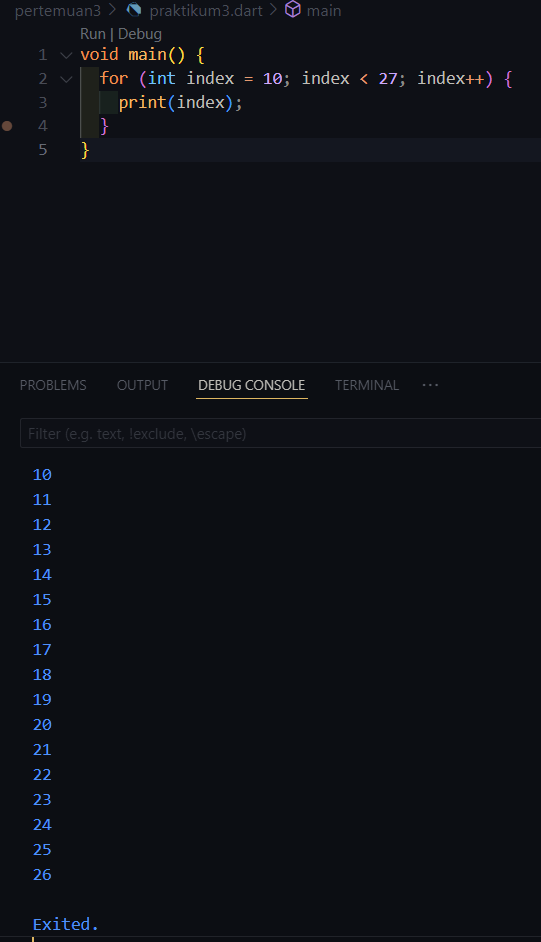 pertemuan3 > praktikum3.dart > main
Run | Debug
1 void main() {
2 for (int index = 10; index < 27; index++) {
3 print(index);
4 }
5 }
PROBLEMS OUTPUT DEBUG CONSOLE TERMINAL ···
Filter (e.g. text, !exclude, \escape)
10
11
12
13
14
15
16
17
18
19
20
21
22
23
24
25
26
Exited.